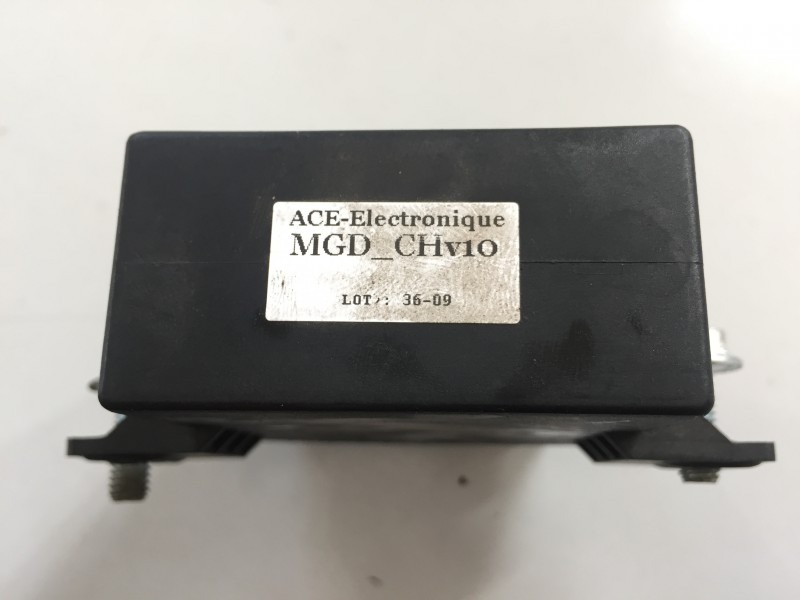 ACE-Electronique
MGD_CHv10
LOT: 36-09